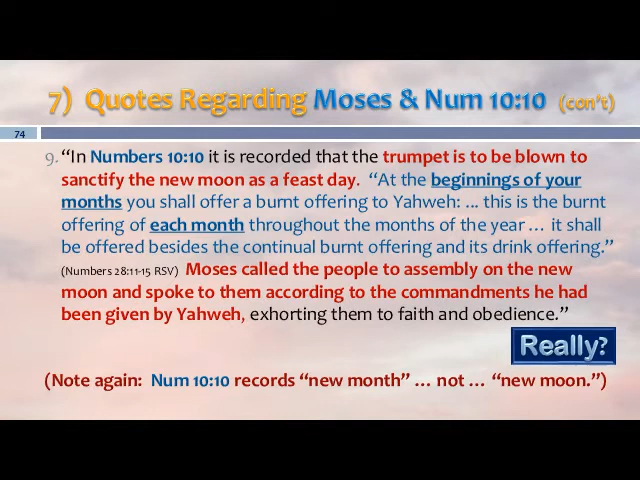 7) Quotes Regarding Moses & Num 10:10 (con't)
74
9. “In Numbers 10:10 it is recorded that the trumpet is to be blown to
sanctify the new moon as a feast day. “At the beginnings of your
months you shall offer a burnt offering to Yahweh: ... this is the burnt
offering of each month throughout the months of the year ... it shall
be offered besides the continual burnt offering and its drink offering.”
(Numbers 28:11-15 RSV) Moses called the people to assembly on the new
moon and spoke to them according to the commandments he had
been given by Yahweh, exhorting them to faith and obedience.”
Really?
(Note again: Num 10:10 records “new month” ... not ... “new moon.”)